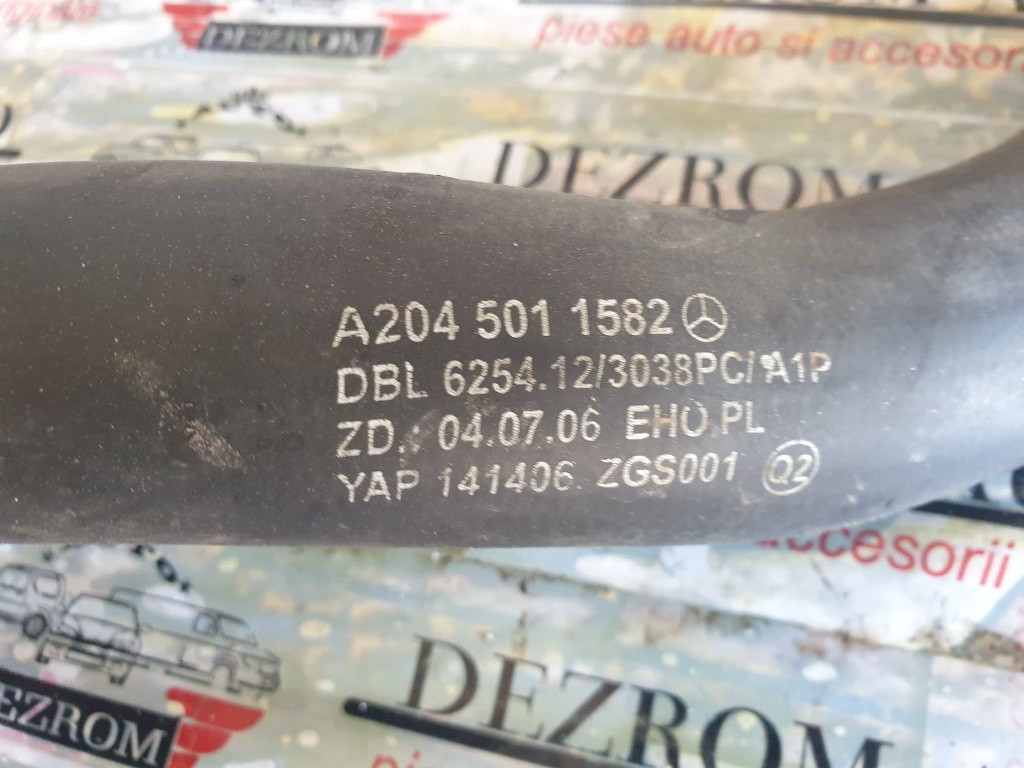 DEZROM
piese auto si accesorii
DEZROM
A204 501 1582
DBL 6254.12/3038PC/A1P
ZD.: 04.07.06 EHO PL
YAP 141406 ZGS001 Q2
accesorii
DEZROM
DEZROM